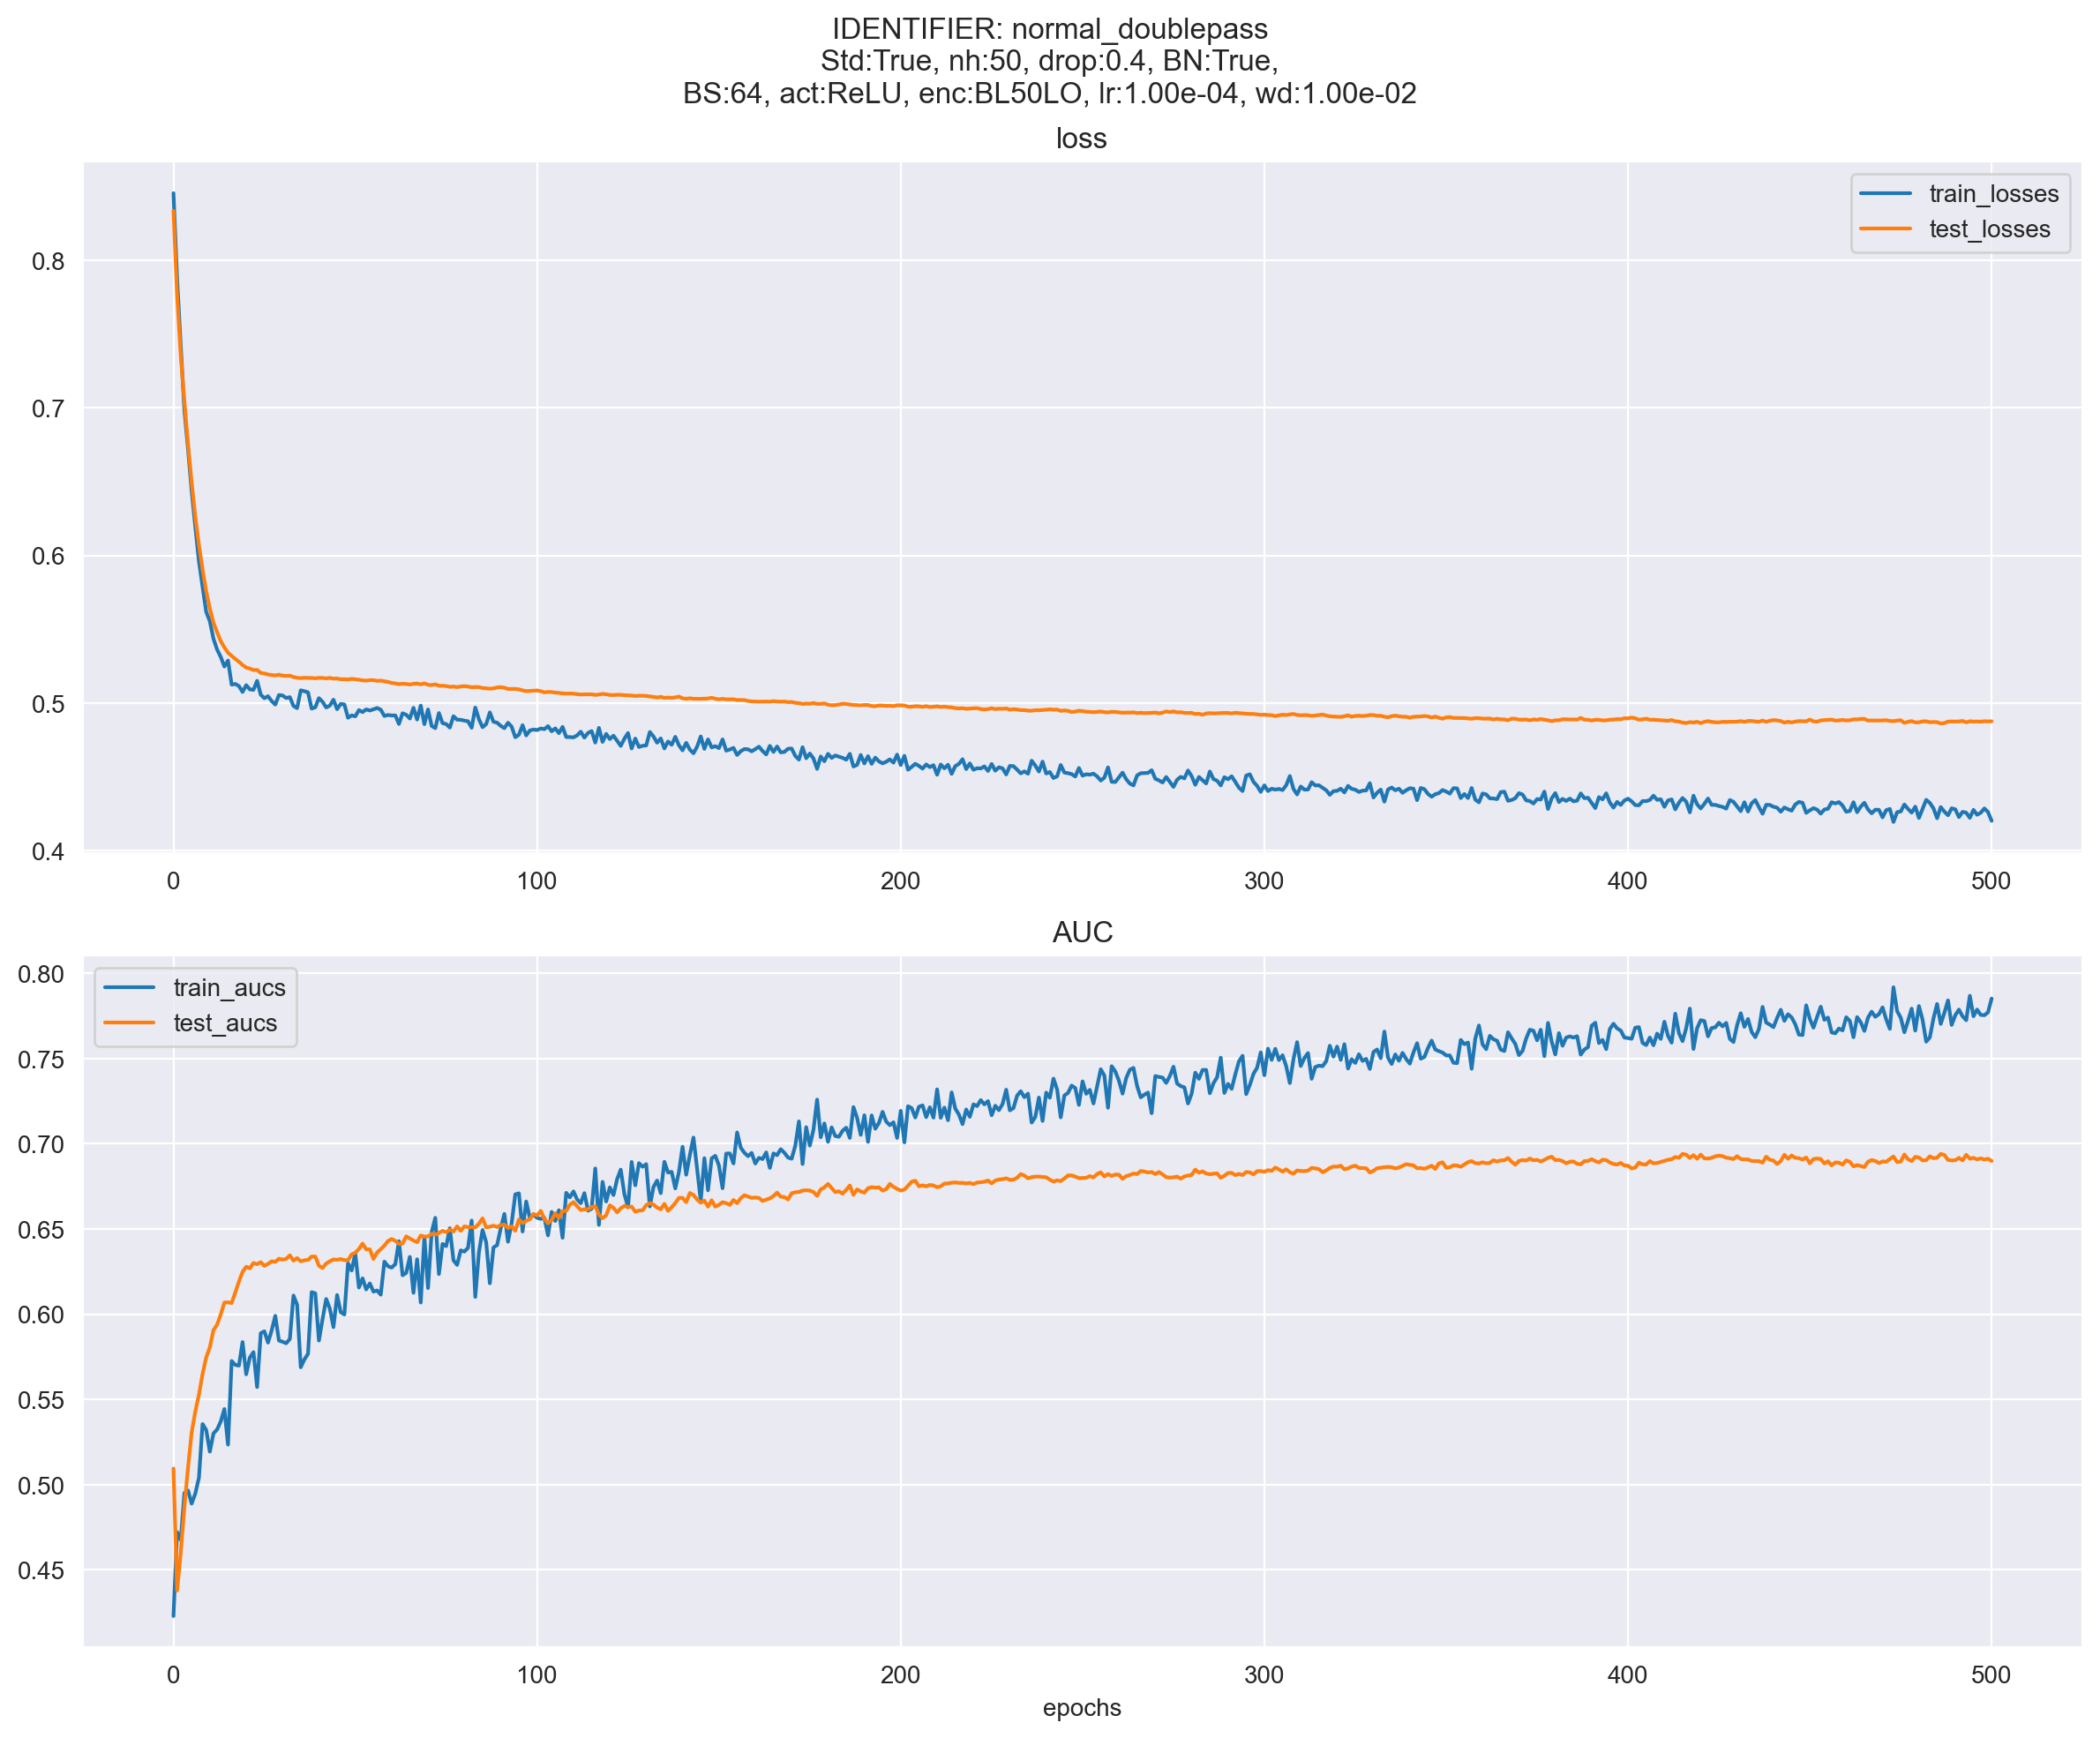 IDENTIFIER: normal_doublepass
Std:True, nh:50, drop:0.4, BN:True,
BS:64, act:ReLU, enc:BL50LO, lr:1.00e-04, wd:1.00e-02
loss
train_losses
test_losses
0.8
0.7
0.6
0.5
0.4
0 100 200 300 400 500
AUC
train_aucs
test_aucs
0.80
0.75
0.70
0.65
0.60
0.55
0.50
0.45
0 100 200 300 400 500
epochs